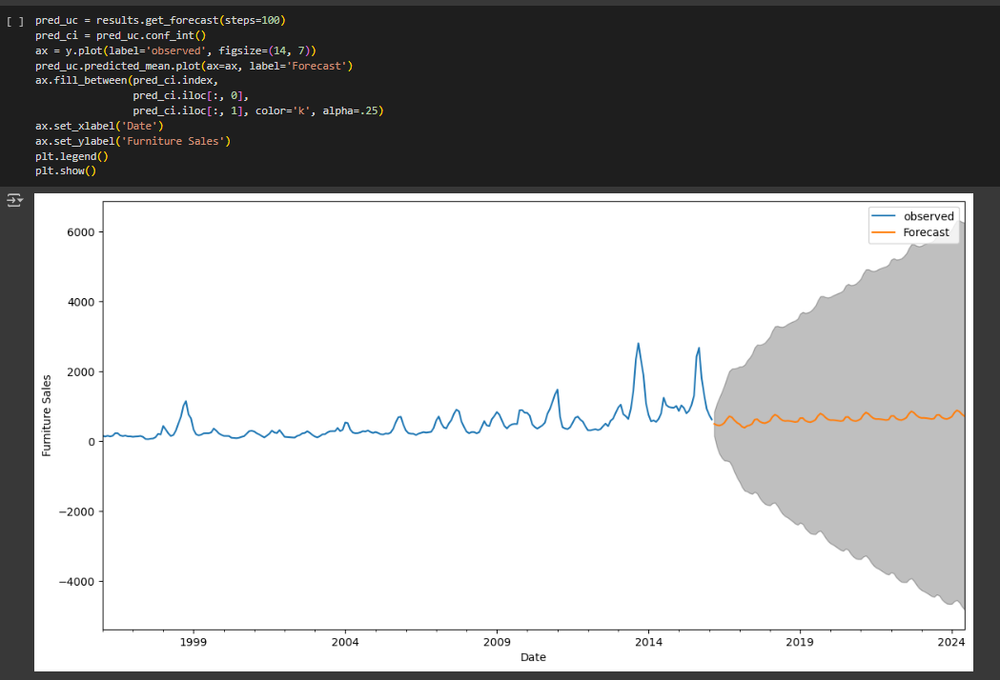 [ ] pred_uc = results.get_forecast(steps=100)
pred_ci = pred_uc.conf_int()
ax = y.plot(label='observed', figsize=(14, 7))
pred_uc.predicted_mean.plot(ax=ax, label='Forecast')
ax.fill_between(pred_ci.index,
                pred_ci.iloc[:, 0],
                pred_ci.iloc[:, 1], color='k', alpha=.25)
ax.set_xlabel('Date')
ax.set_ylabel('Furniture Sales')
plt.legend()
plt.show()
observed
Forecast
6000
4000
2000
0
−2000
−4000
Furniture Sales
1999 2004 2009 2014 2019 2024
Date